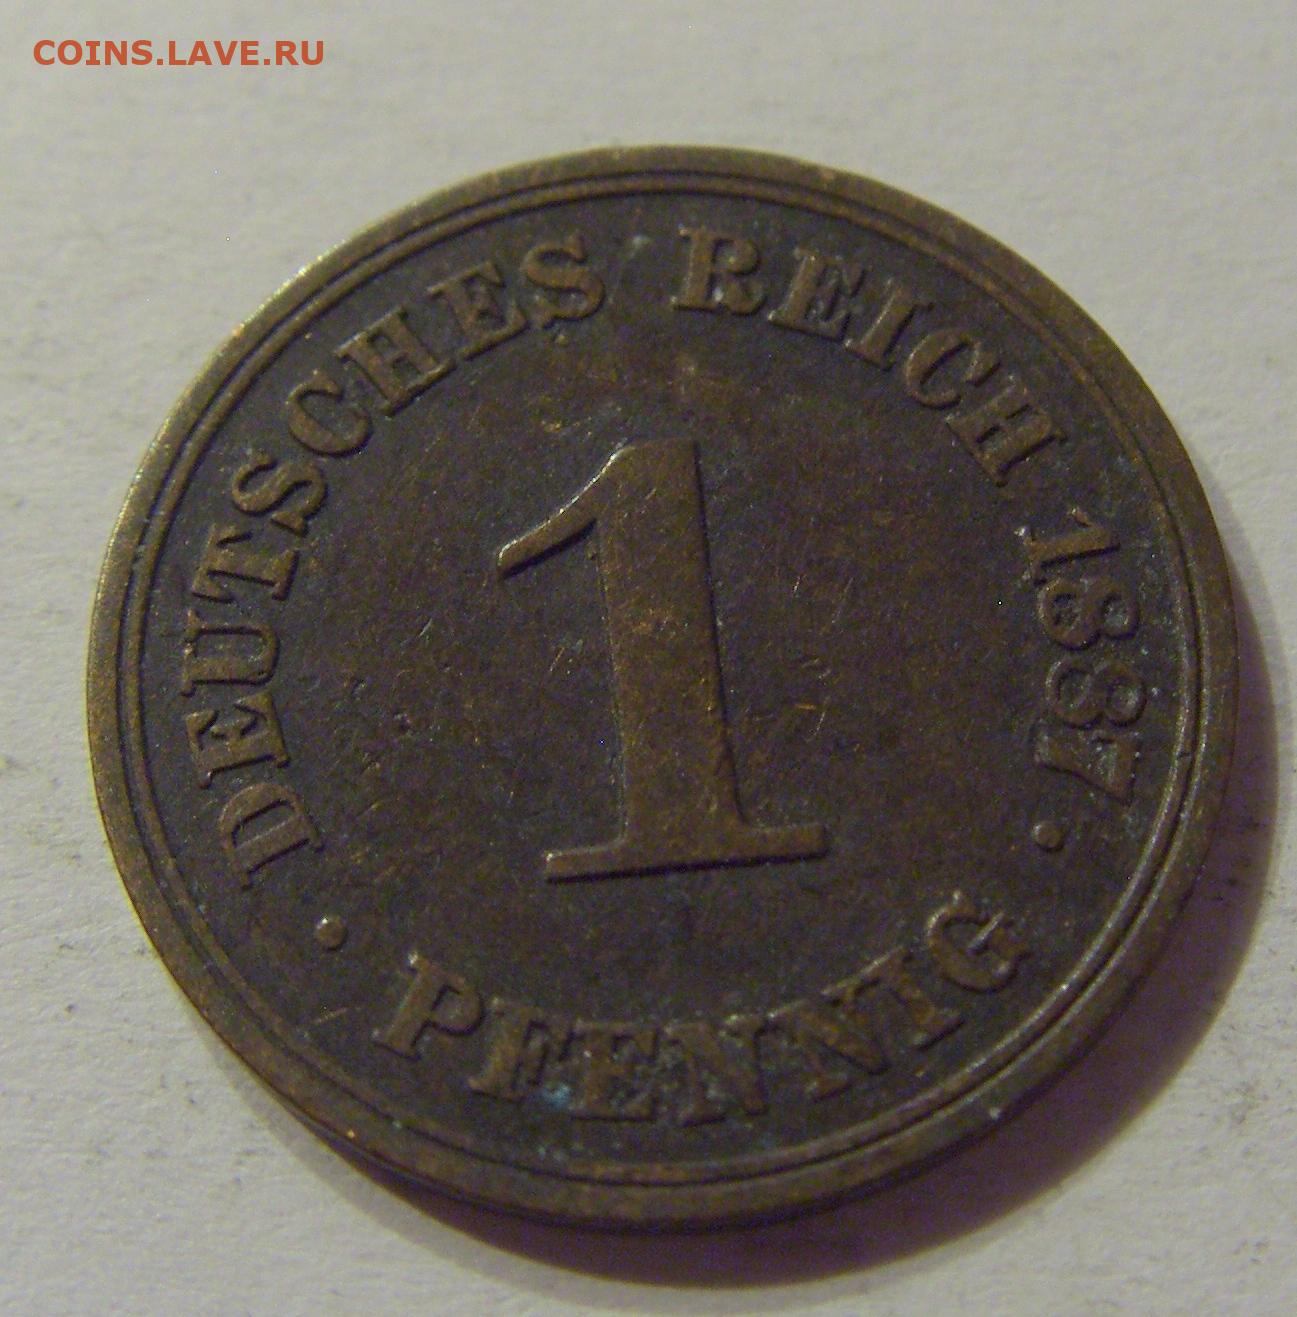 COINS.LAVE.RU
DEUTSCHES REICH 1887
1
· PFENNIG ·